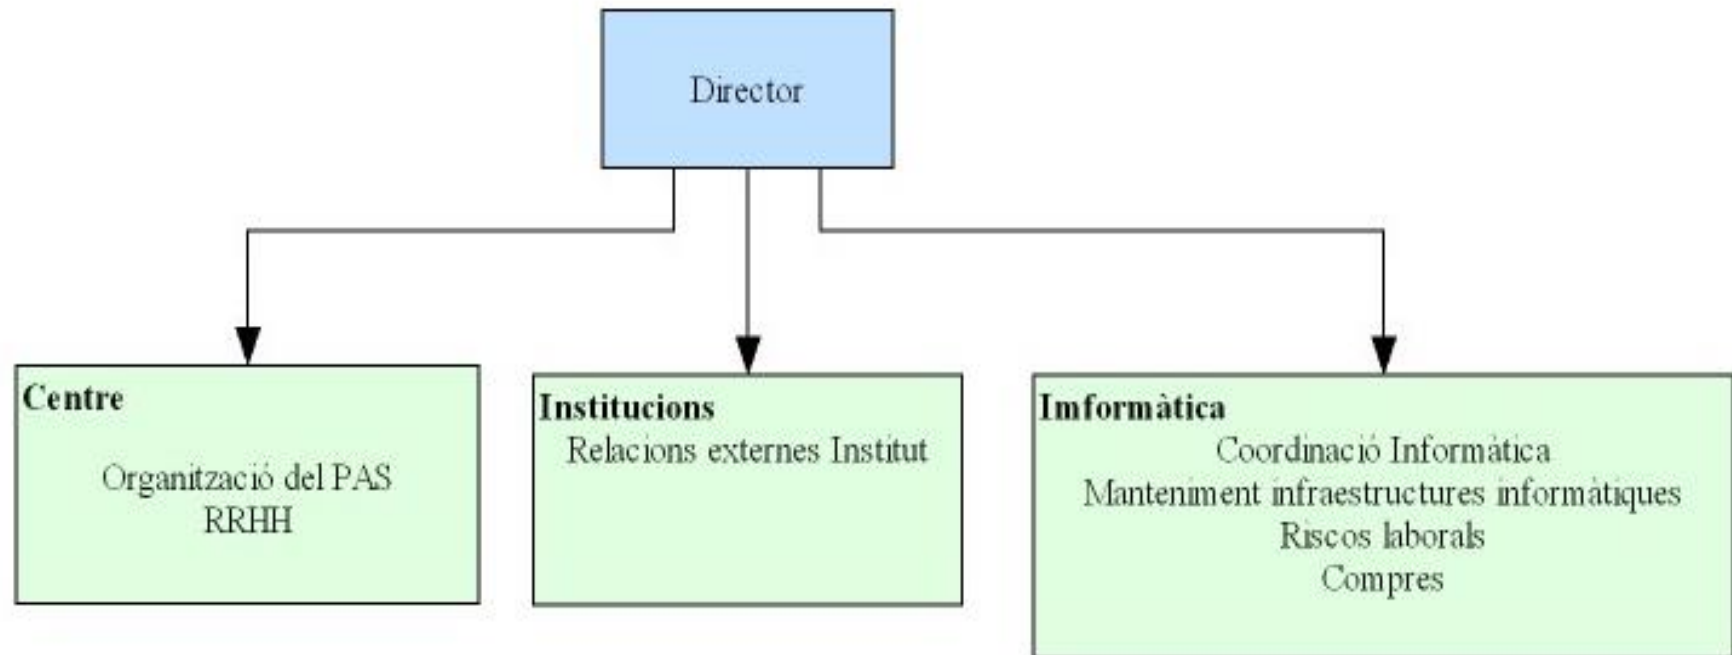 Director
Centre
Organització del PAS
RRHH
Institucions
Relacions externes Institut
Imformàtica
Coordinació Informàtica
Manteniment infraestructures informàtiques
Riscos laborals
Compres